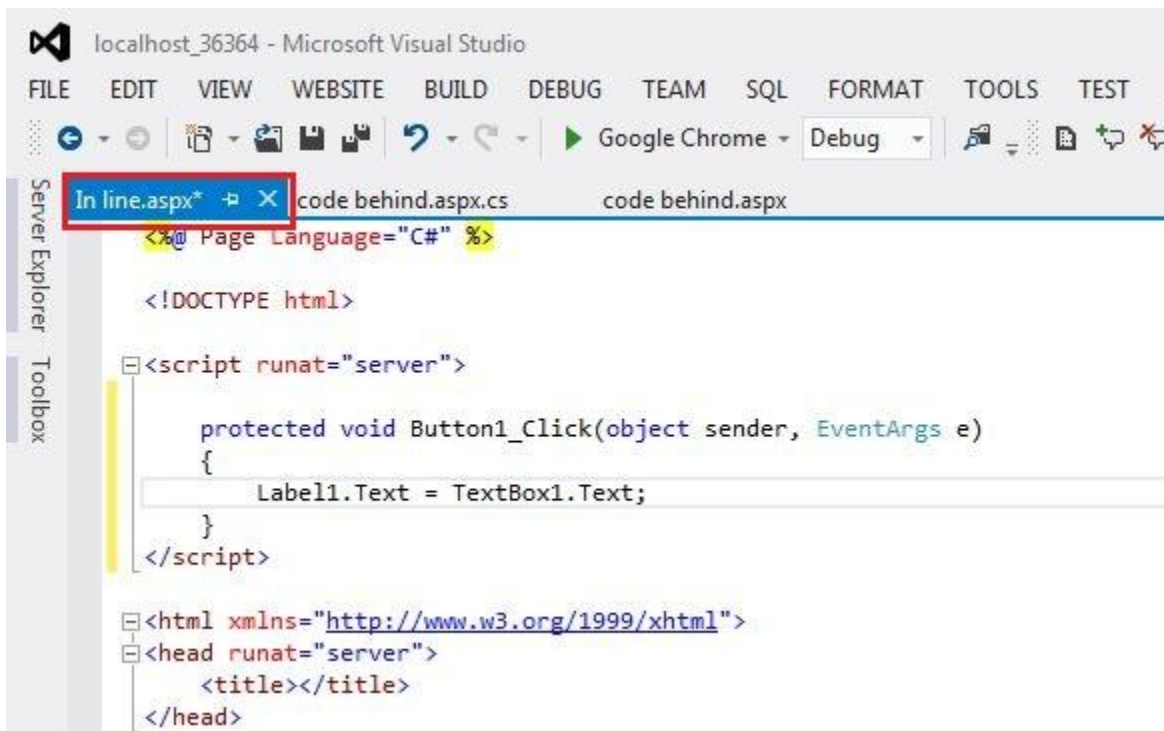 localhost_36364 - Microsoft Visual Studio
FILE EDIT VIEW WEBSITE BUILD DEBUG TEAM SQL FORMAT TOOLS TEST
Google Chrome Debug
Server Explorer
Toolbox
In line.aspx* code behind.aspx.cs code behind.aspx
<%@ Page Language="C#" %>
<!DOCTYPE html>
<script runat="server">
protected void Button1_Click(object sender, EventArgs e)
{
Label1.Text = TextBox1.Text;
}
</script>
<html xmlns="http://www.w3.org/1999/xhtml">
<head runat="server">
<title></title>
</head>